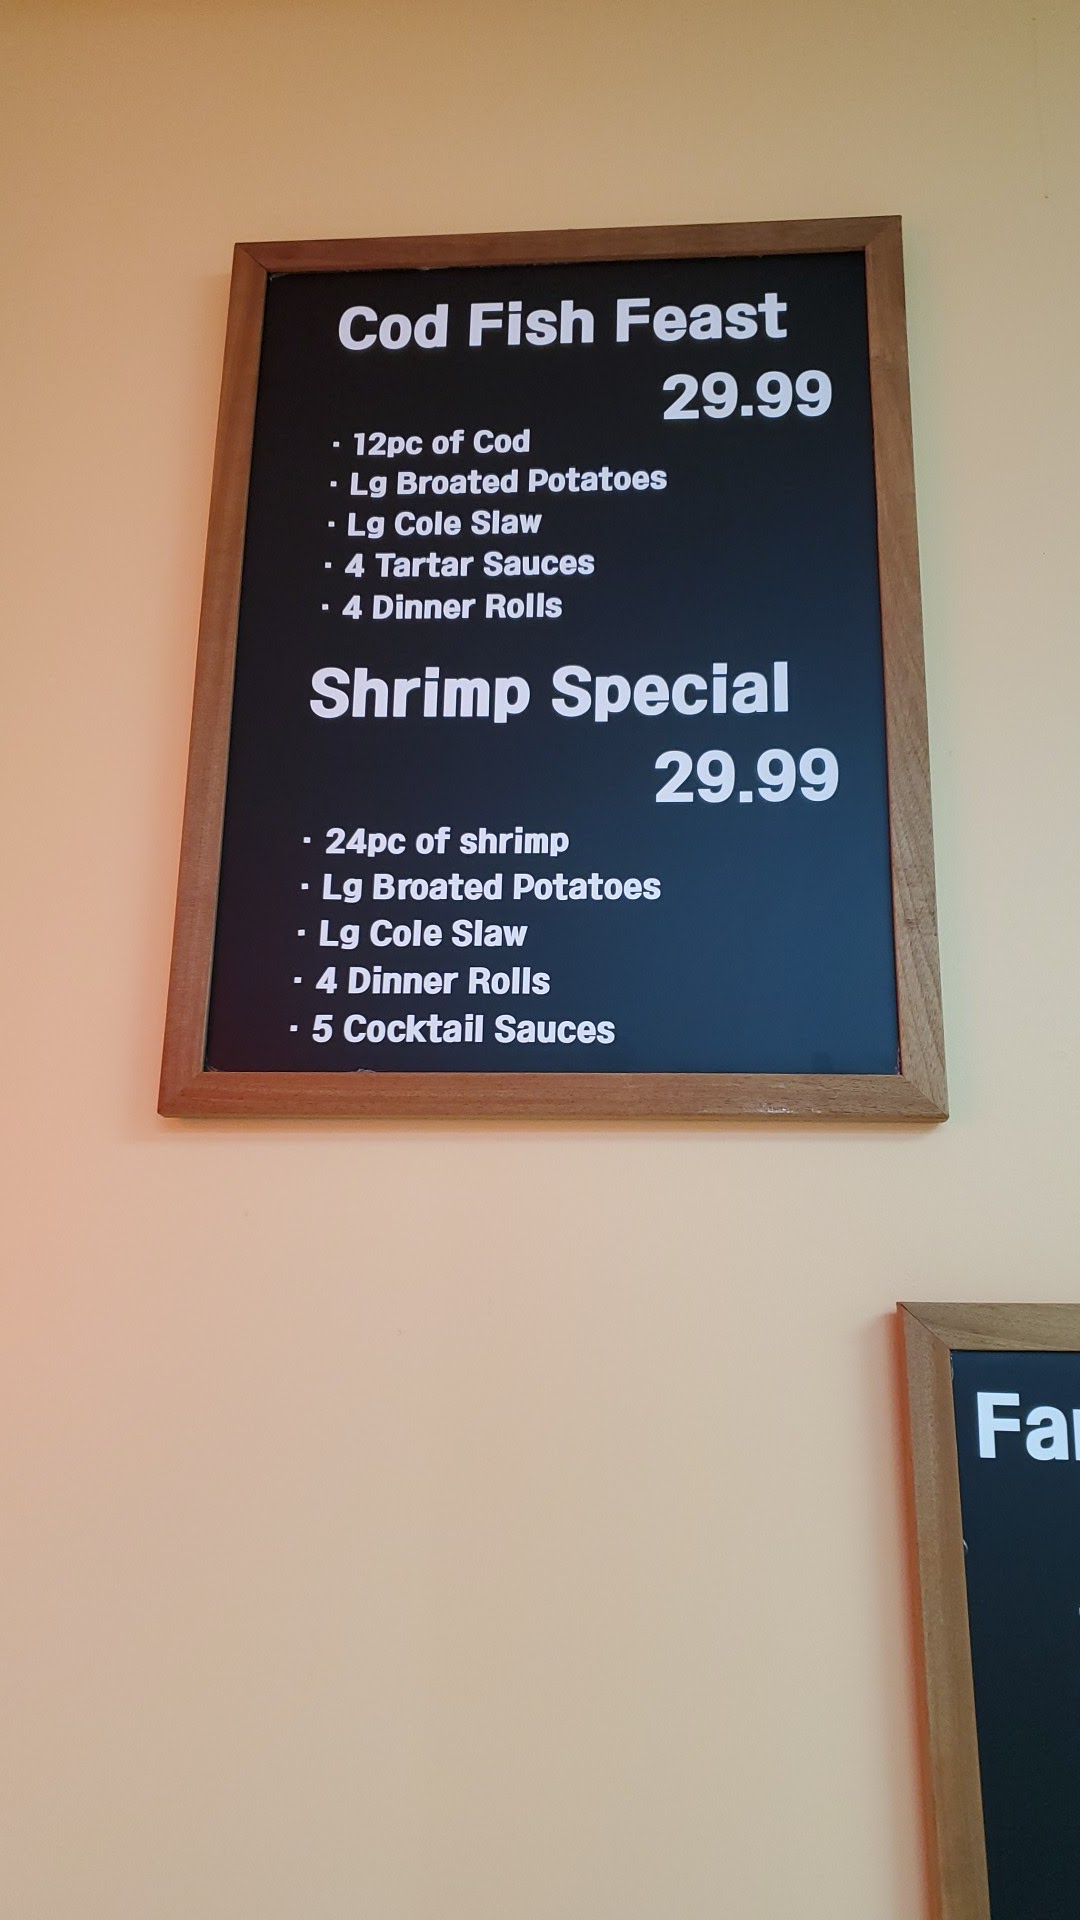 Cod Fish Feast
29.99
· 12pc of Cod
· Lg Broated Potatoes
· Lg Cole Slaw
· 4 Tartar Sauces
· 4 Dinner Rolls
Shrimp Special
29.99
· 24pc of shrimp
· Lg Broated Potatoes
· Lg Cole Slaw
· 4 Dinner Rolls
· 5 Cocktail Sauces